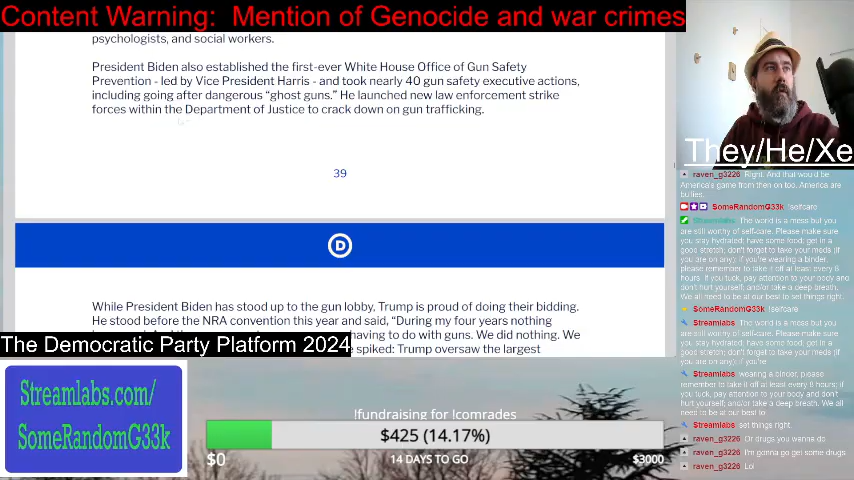 Content Warning: Mention of Genocide and war crimes
psychologists, and social workers.
President Biden also established the first-ever White House Office of Gun Safety
Prevention - led by Vice President Harris - and took nearly 40 gun safety executive actions,
including going after dangerous “ghost guns.” He launched new law enforcement strike
forces within the Department of Justice to crack down on gun trafficking.
39
D
While President Biden has stood up to the gun lobby, Trump is proud of doing their bidding.
He stood before the NRA convention this year and said, “During my four years nothing
having to do with guns. We did nothing. We
The Democratic Party Platform 2024
spiked: Trump oversaw the largest
Streamlabs.com/
SomeRandomG33k
!fundraising for !comrades
$425 (14.17%)
$0
14 DAYS TO GO
$3000
They/He/Xe
raven_g3226 Right. And that would be
America's game from then on too. America are
bullies.
SomeRandomG33k !selfcare
Streamlabs The world is a mess but you
are still worthy of self-care. Please make sure
you stay hydrated; have some food; get in a
good stretch; don't forget to take your meds (if
you are on any); if you're wearing a binder,
please remember to take it off at least every 8
hours. If you tuck, pay attention to your body and
don't hurt yourself; and/or take a deep breath.
We all need to be at our best to set things right.
SomeRandomG33k !selfcare
Streamlabs The world is a mess but you
are still worthy of self-care. Please make sure
you stay hydrated; have some food; get in a
good stretch; don't forget to take your meds (if
you are on any); if you're
Streamlabs wearing a binder, please
remember to take it off at least every 8 hours; if
you tuck, pay attention to your body and don't
hurt yourself; and/or take a deep breath. We all
need to be at our best to
Streamlabs set things right.
raven_g3226 Or drugs you wanna do
raven_g3226 I'm gonna go get some drugs
raven_g3226 Lol